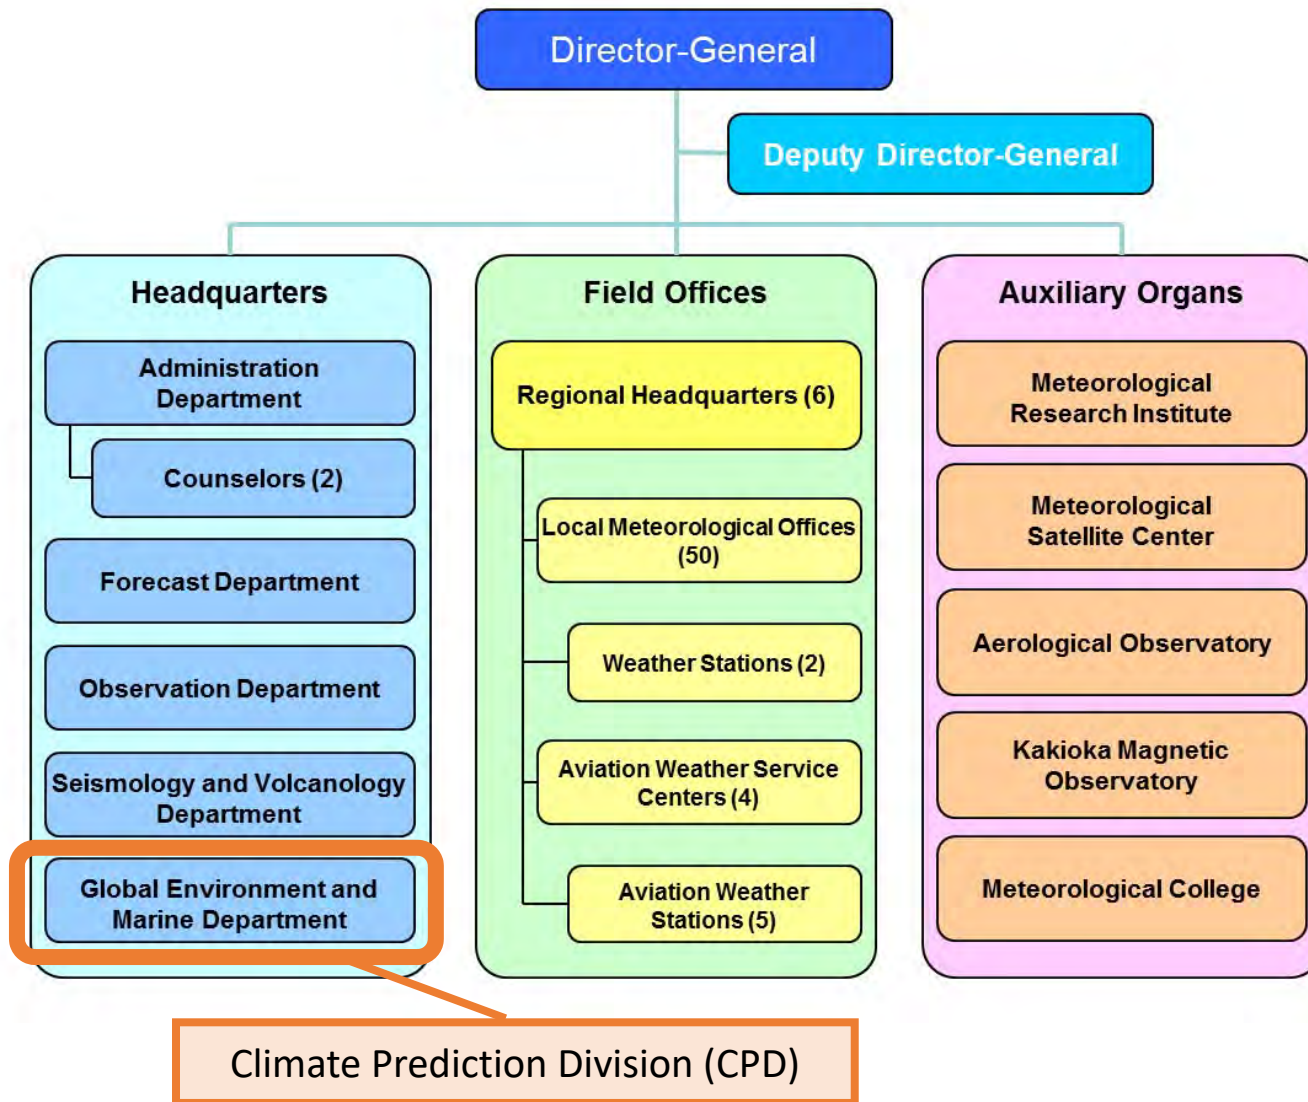 Director-General
Deputy Director-General
Headquarters
Administration
Department
Counselors (2)
Forecast Department
Observation Department
Seismology and Volcanology
Department
Global Environment and
Marine Department
Field Offices
Regional Headquarters (6)
Local Meteorological Offices
(50)
Weather Stations (2)
Aviation Weather Service
Centers (4)
Aviation Weather
Stations (5)
Auxiliary Organs
Meteorological
Research Institute
Meteorological
Satellite Center
Aerological Observatory
Kakioka Magnetic
Observatory
Meteorological College
Climate Prediction Division (CPD)